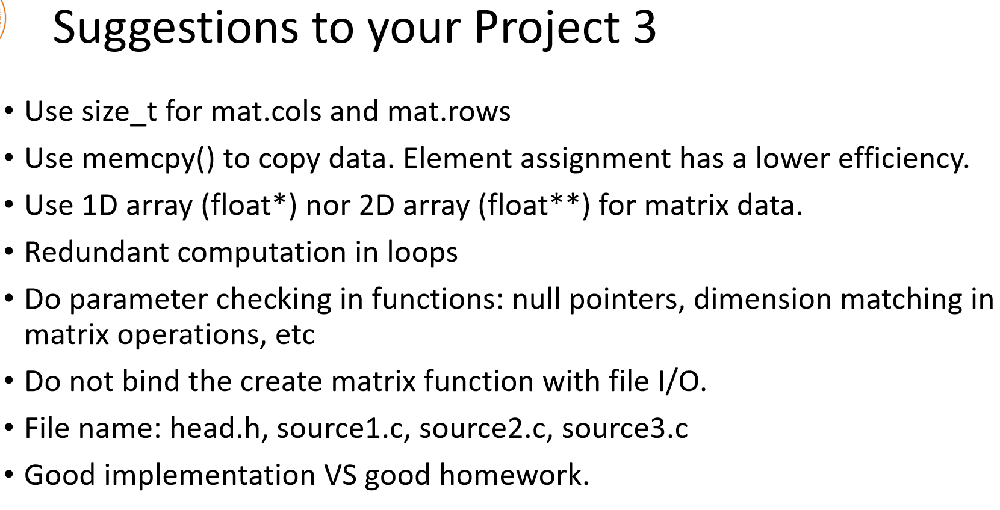 Suggestions to your Project 3
• Use size_t for mat.cols and mat.rows
• Use memcpy() to copy data. Element assignment has a lower efficiency.
• Use 1D array (float*) nor 2D array (float**) for matrix data.
• Redundant computation in loops
• Do parameter checking in functions: null pointers, dimension matching in
matrix operations, etc
• Do not bind the create matrix function with file I/O.
• File name: head.h, source1.c, source2.c, source3.c
• Good implementation VS good homework.